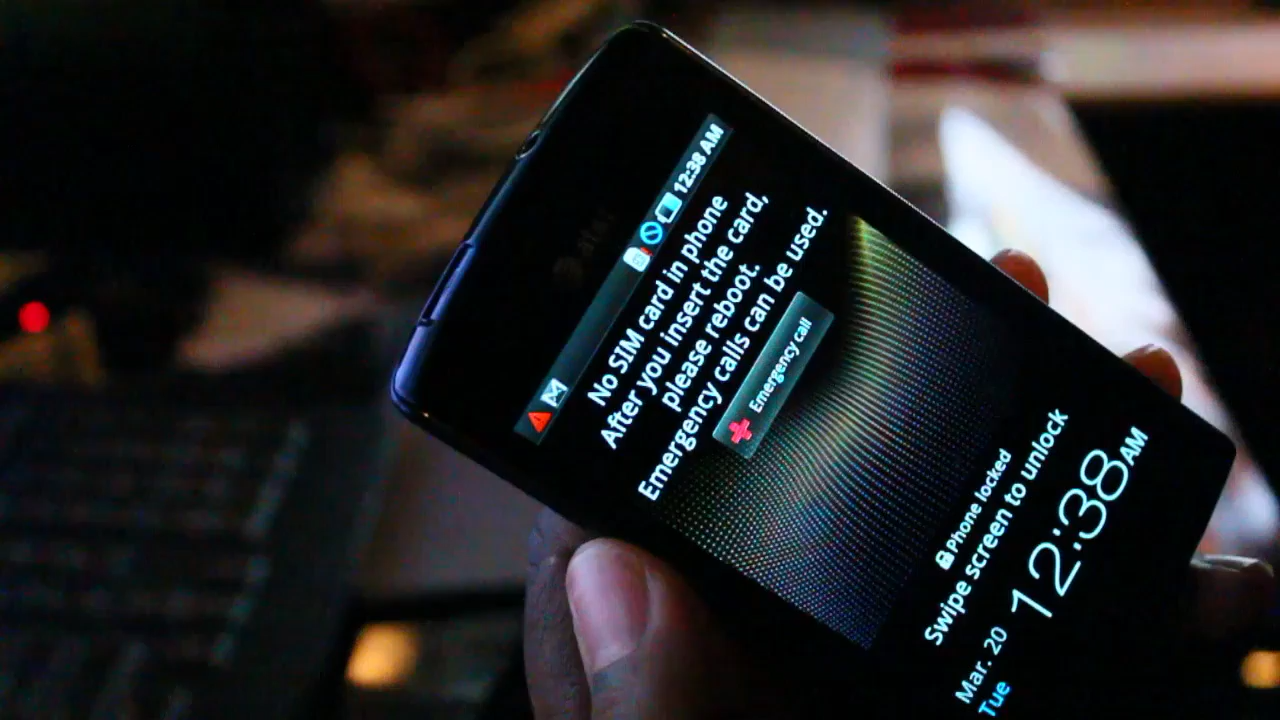 12:38 AM
No SIM card in phone
After you insert the card,
please reboot.
Emergency calls can be used.
Emergency call
Phone locked
Swipe screen to unlock
12:38AM
Mar. 20
Tue